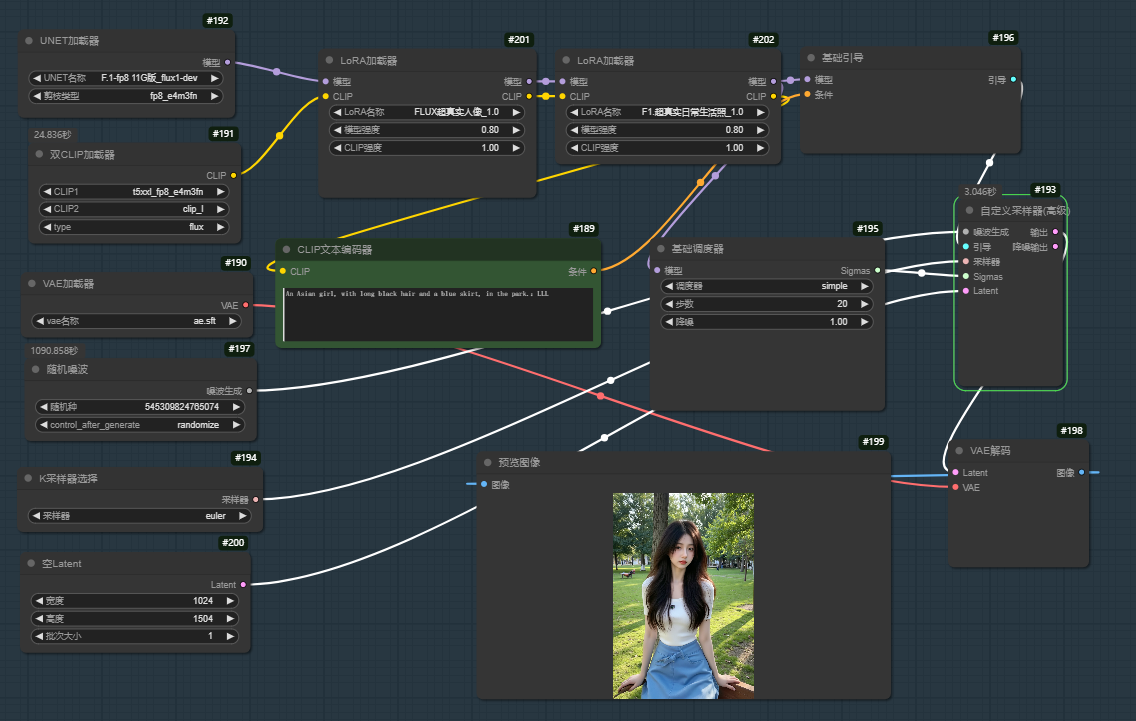 #192
UNET加载器
模型
UNET名称 F.1-fp8 11G版_flux1-dev
剪枝类型 fp8_e4m3fn
24.836秒
#191
双CLIP加载器
CLIP
CLIP1 t5xxl_fp8_e4m3fn
CLIP2 clip_l
type flux
#190
VAE加载器
VAE
vae名称 ae.sft
1090.858秒
#197
随机噪波
噪波生成
随机种 545309824765074
control_after_generate randomize
#194
K采样器选择
采样器
采样器 euler
#200
空Latent
Latent
宽度 1024
高度 1504
批次大小 1
#201
LoRA加载器
模型 模型
CLIP CLIP
LoRA名称 FLUX超真实人像_1.0
模型强度 0.80
CLIP强度 1.00
#202
LoRA加载器
模型 模型
CLIP CLIP
LoRA名称 F1.超真实日常生活照_1.0
模型强度 0.80
CLIP强度 1.00
#196
基础引导
模型 引导
条件
#189
CLIP文本编码器
CLIP 条件
An Asian girl, with long black hair and a blue skirt, in the park.; LLL
#195
基础调度器
模型 Sigmas
调度器 simple
步数 20
降噪 1.00
3.046秒
#193
自定义采样器(高级)
噪波生成 输出
引导 降噪输出
采样器
Sigmas
Latent
#199
预览图像
图像
#198
VAE解码
Latent 图像
VAE